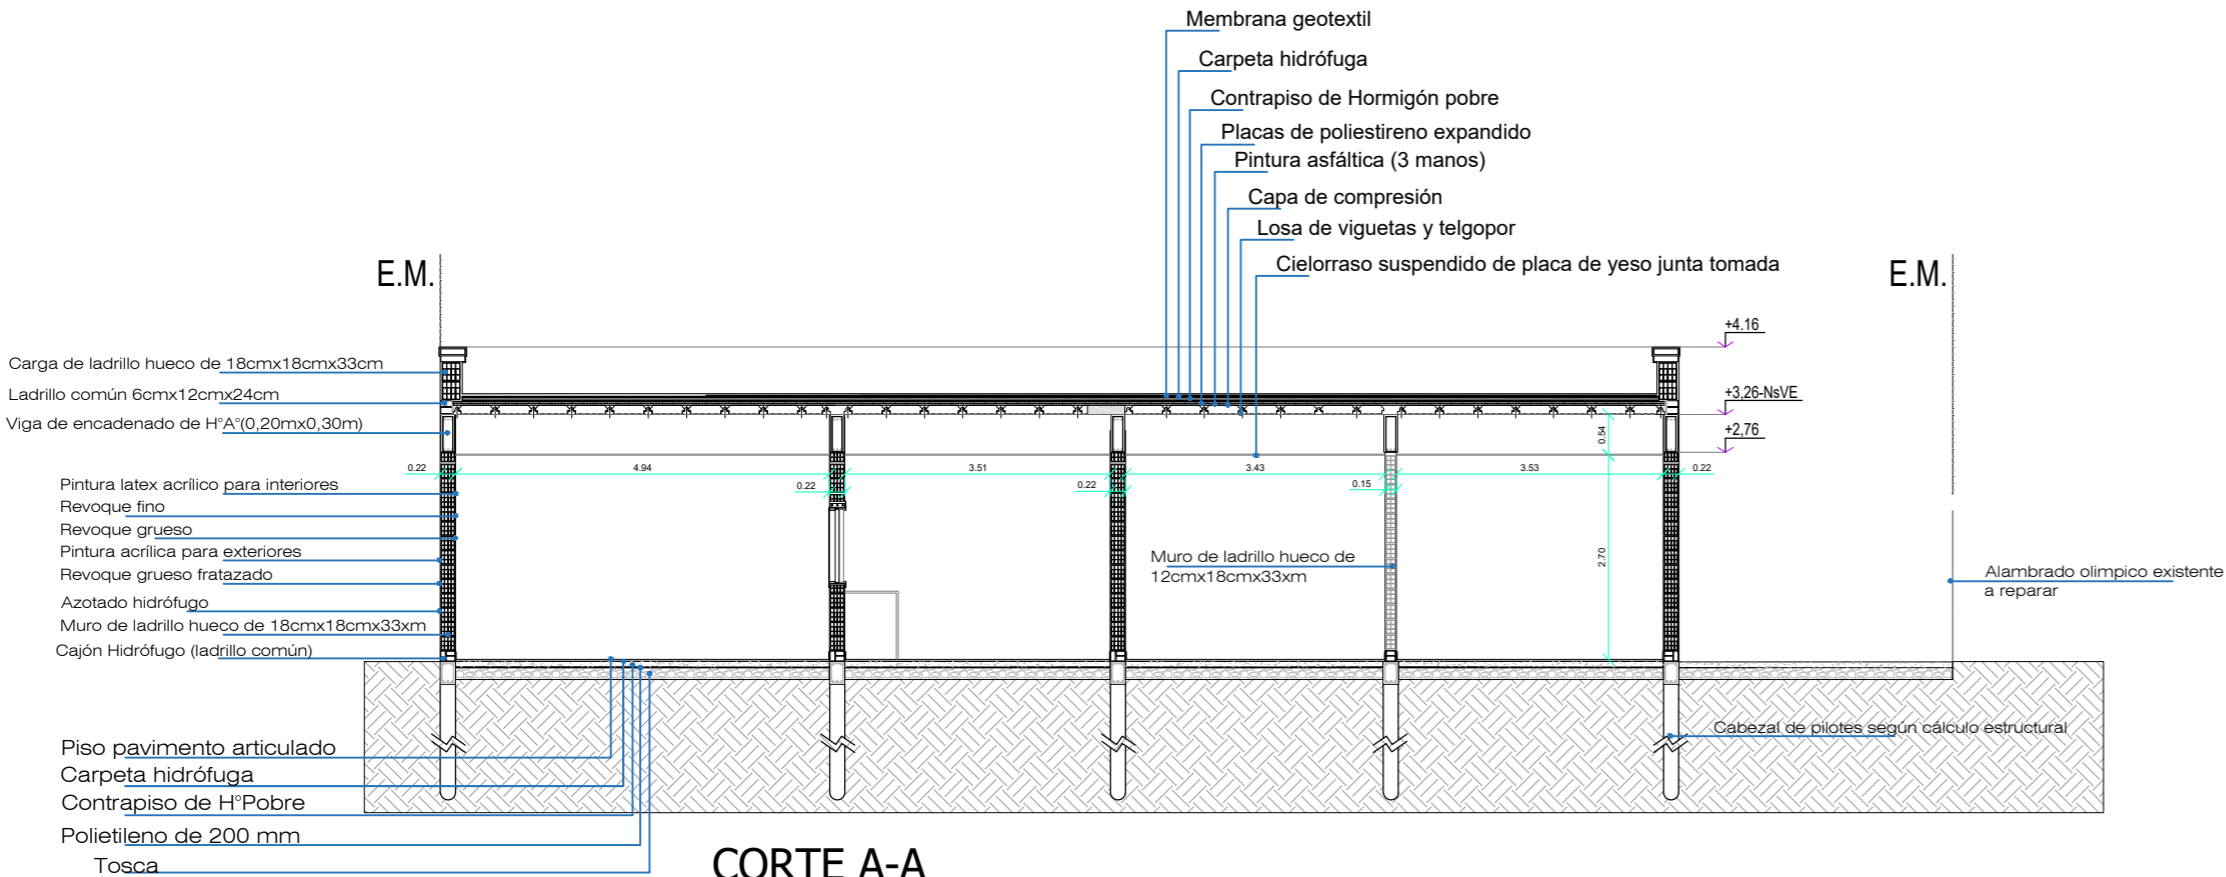 Membrana geotextil
Carpeta hidrófuga
Contrapiso de Hormigón pobre
Placas de poliestireno expandido
Pintura asfáltica (3 manos)
Capa de compresión
Losa de viguetas y telgopor
Cielorraso suspendido de placa de yeso junta tomada
E.M.
E.M.
+4.16
+3,26-NsVE
+2,76
Carga de ladrillo hueco de 18cmx18cmx33cm
Ladrillo común 6cmx12cmx24cm
Viga de encadenado de H°A°(0,20mx0,30m)
0.54
0.22
4.94
3.51
3.43
3.53
0.22
0.22
0.22
0.15
2.70
Pintura latex acrílico para interiores
Revoque fino
Revoque grueso
Pintura acrílica para exteriores
Revoque grueso fratazado
Azotado hidrófugo
Muro de ladrillo hueco de 18cmx18cmx33xm
Cajón Hidrófugo (ladrillo común)
Muro de ladrillo hueco de
12cmx18cmx33xm
Alambrado olimpico existente
a reparar
Cabezal de pilotes según cálculo estructural
Piso pavimento articulado
Carpeta hidrófuga
Contrapiso de H°Pobre
Polietileno de 200 mm
Tosca
CORTE A-A